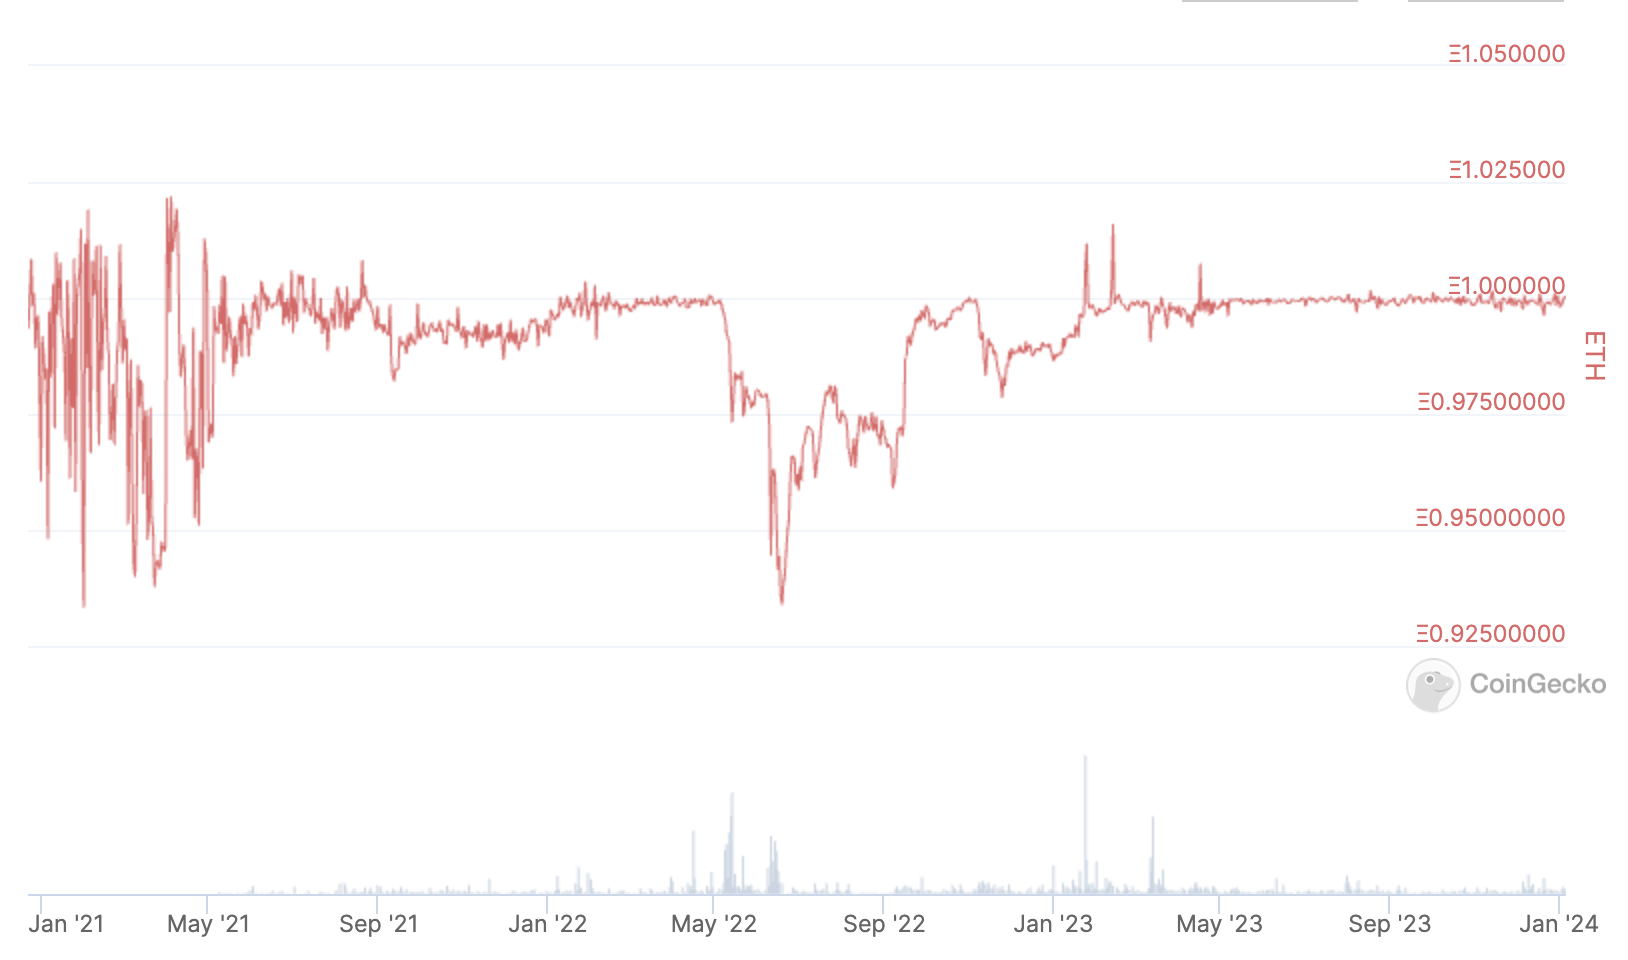 Ξ1.050000
Ξ1.025000
Ξ1.000000
ETH
Ξ0.97500000
Ξ0.95000000
Ξ0.92500000
CoinGecko
Jan '21 May '21 Sep '21 Jan '22 May '22 Sep '22 Jan '23 May '23 Sep '23 Jan '24